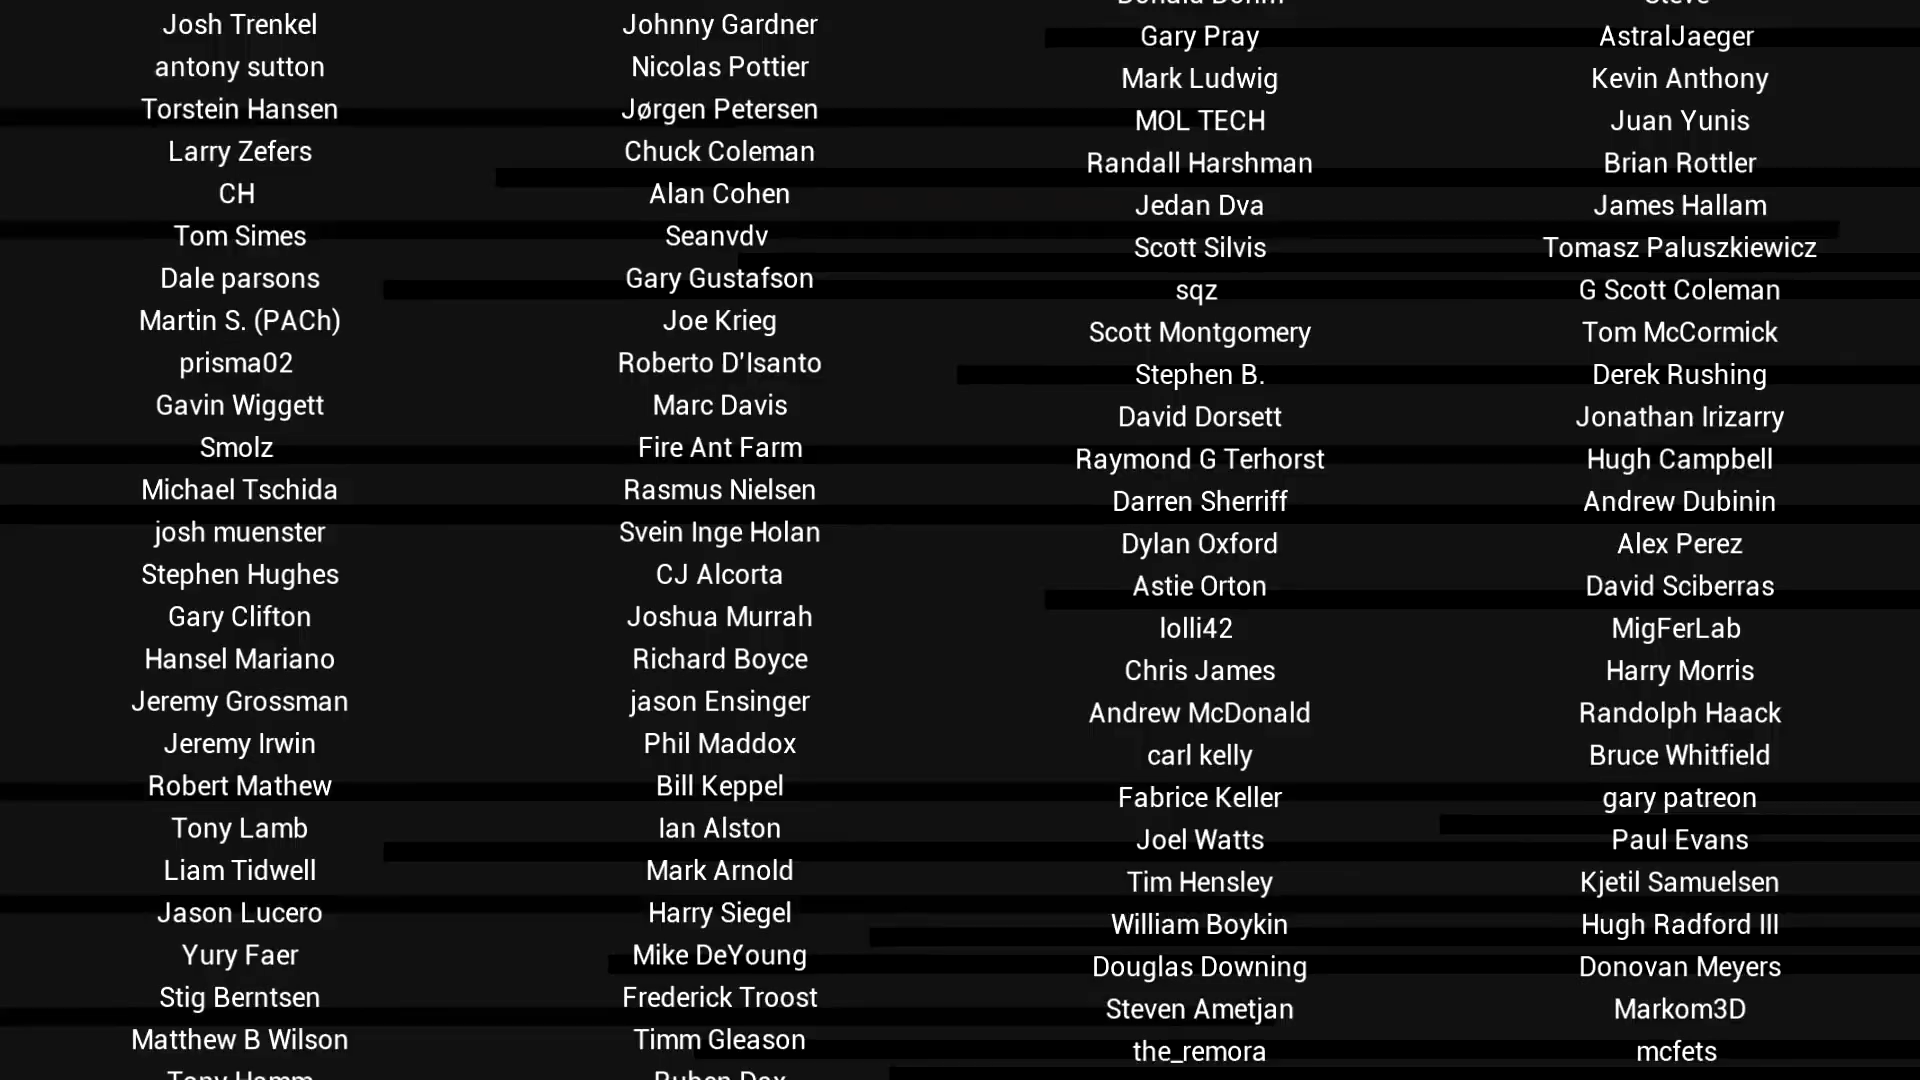 Josh Trenkel
antony sutton
Torstein Hansen
Larry Zefers
CH
Tom Simes
Dale parsons
Martin S. (PACh)
prisma02
Gavin Wiggett
Smolz
Michael Tschida
josh muenster
Stephen Hughes
Gary Clifton
Hansel Mariano
Jeremy Grossman
Jeremy Irwin
Robert Mathew
Tony Lamb
Liam Tidwell
Jason Lucero
Yury Faer
Stig Berntsen
Matthew B Wilson
Johnny Gardner
Nicolas Pottier
Jørgen Petersen
Chuck Coleman
Alan Cohen
Seanvdv
Gary Gustafson
Joe Krieg
Roberto D'Isanto
Marc Davis
Fire Ant Farm
Rasmus Nielsen
Svein Inge Holan
CJ Alcorta
Joshua Murrah
Richard Boyce
jason Ensinger
Phil Maddox
Bill Keppel
Ian Alston
Mark Arnold
Harry Siegel
Mike DeYoung
Frederick Troost
Timm Gleason
Gary Pray
Mark Ludwig
MOL TECH
Randall Harshman
Jedan Dva
Scott Silvis
sqz
Scott Montgomery
Stephen B.
David Dorsett
Raymond G Terhorst
Darren Sherriff
Dylan Oxford
Astie Orton
lolli42
Chris James
Andrew McDonald
carl kelly
Fabrice Keller
Joel Watts
Tim Hensley
William Boykin
Douglas Downing
Steven Ametjan
the_remora
AstralJaeger
Kevin Anthony
Juan Yunis
Brian Rottler
James Hallam
Tomasz Paluszkiewicz
G Scott Coleman
Tom McCormick
Derek Rushing
Jonathan Irizarry
Hugh Campbell
Andrew Dubinin
Alex Perez
David Sciberras
MigFerLab
Harry Morris
Randolph Haack
Bruce Whitfield
gary patreon
Paul Evans
Kjetil Samuelsen
Hugh Radford III
Donovan Meyers
Markom3D
mcfets